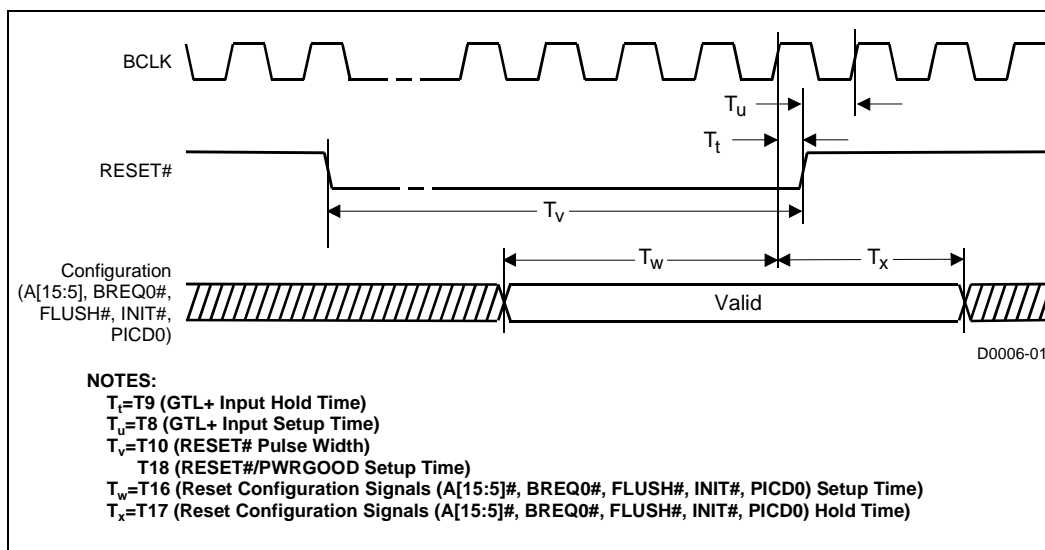 BCLK
Tu
Tt
RESET#
Tv
Tw
Tx
Configuration
(A[15:5], BREQ0#,
FLUSH#, INIT#,
PICD0)
Valid
D0006-01
NOTES:
Tt=T9 (GTL+ Input Hold Time)
Tu=T8 (GTL+ Input Setup Time)
Tv=T10 (RESET# Pulse Width)
T18 (RESET#/PWRGOOD Setup Time)
Tw=T16 (Reset Configuration Signals (A[15:5]#, BREQ0#, FLUSH#, INIT#, PICD0) Setup Time)
Tx=T17 (Reset Configuration Signals (A[15:5]#, BREQ0#, FLUSH#, INIT#, PICD0) Hold Time)